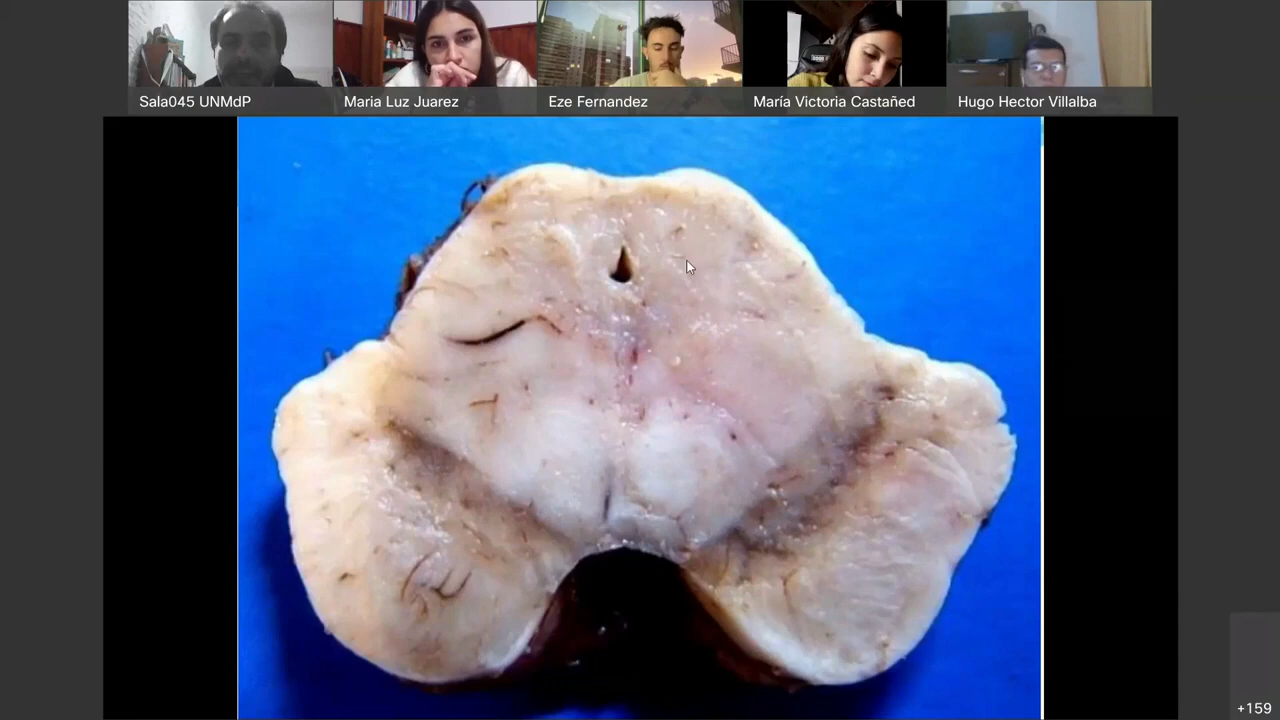 Sala045 UNMdP
Maria Luz Juarez
Eze Fernandez
María Victoria Castañed
Hugo Hector Villalba
+159